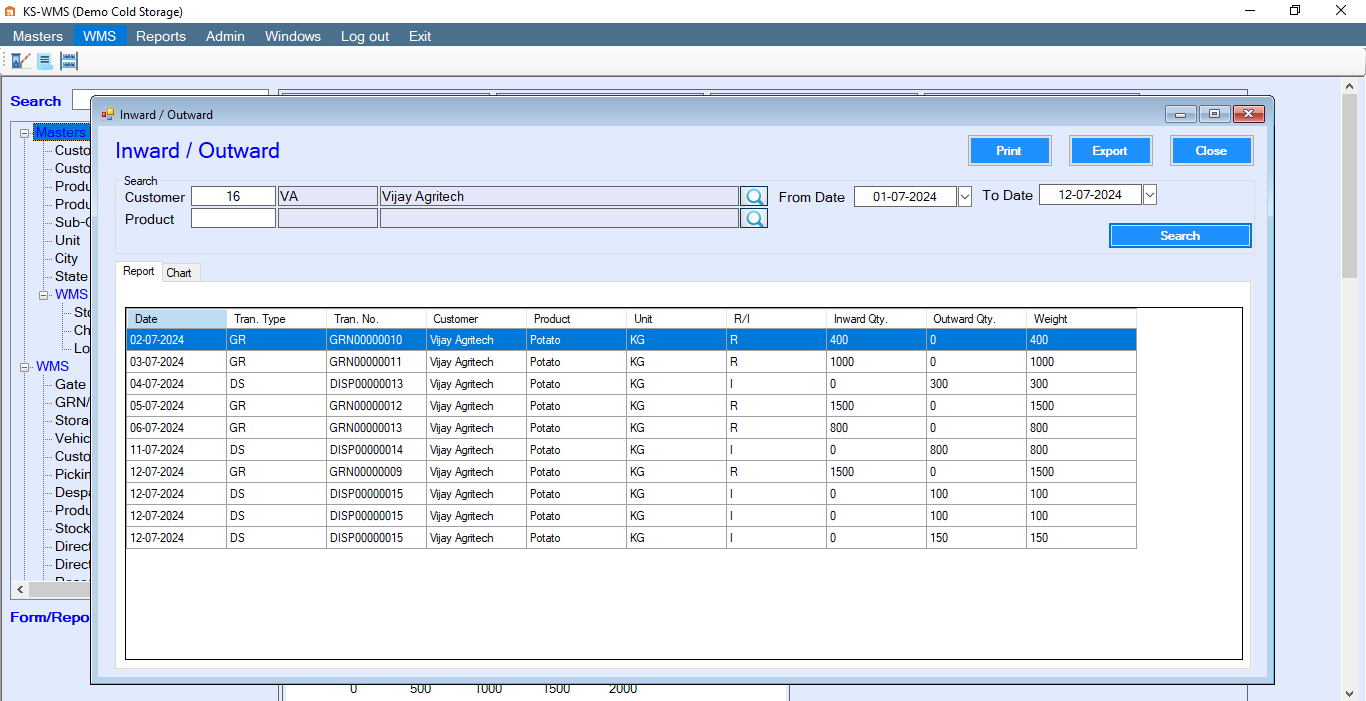 KS-WMS (Demo Cold Storage)
Masters WMS Reports Admin Windows Log out Exit
Search
Masters
Custo
Custo
Produ
Produ
Sub-C
Unit
City
State
WMS
Sto
Ch
Lo
WMS
Gate
GRN/
Stora
Vehic
Custo
Pickin
Despa
Produ
Stock
Direct
Direct
Form/Repo
Inward / Outward
Inward / Outward
Print Export Close
Search
Customer 16 VA Vijay Agritech From Date 01-07-2024 To Date 12-07-2024
Product
Search
Report Chart
Date Tran. Type Tran. No. Customer Product Unit R/I Inward Qty. Outward Qty. Weight
02-07-2024 GR GRN00000010 Vijay Agritech Potato KG R 400 0 400
03-07-2024 GR GRN00000011 Vijay Agritech Potato KG R 1000 0 1000
04-07-2024 DS DISP00000013 Vijay Agritech Potato KG I 0 300 300
05-07-2024 GR GRN00000012 Vijay Agritech Potato KG R 1500 0 1500
06-07-2024 GR GRN00000013 Vijay Agritech Potato KG R 800 0 800
11-07-2024 DS DISP00000014 Vijay Agritech Potato KG I 0 800 800
12-07-2024 GR GRN00000009 Vijay Agritech Potato KG R 1500 0 1500
12-07-2024 DS DISP00000015 Vijay Agritech Potato KG I 0 100 100
12-07-2024 DS DISP00000015 Vijay Agritech Potato KG I 0 100 100
12-07-2024 DS DISP00000015 Vijay Agritech Potato KG I 0 150 150
0 500 1000 1500 2000